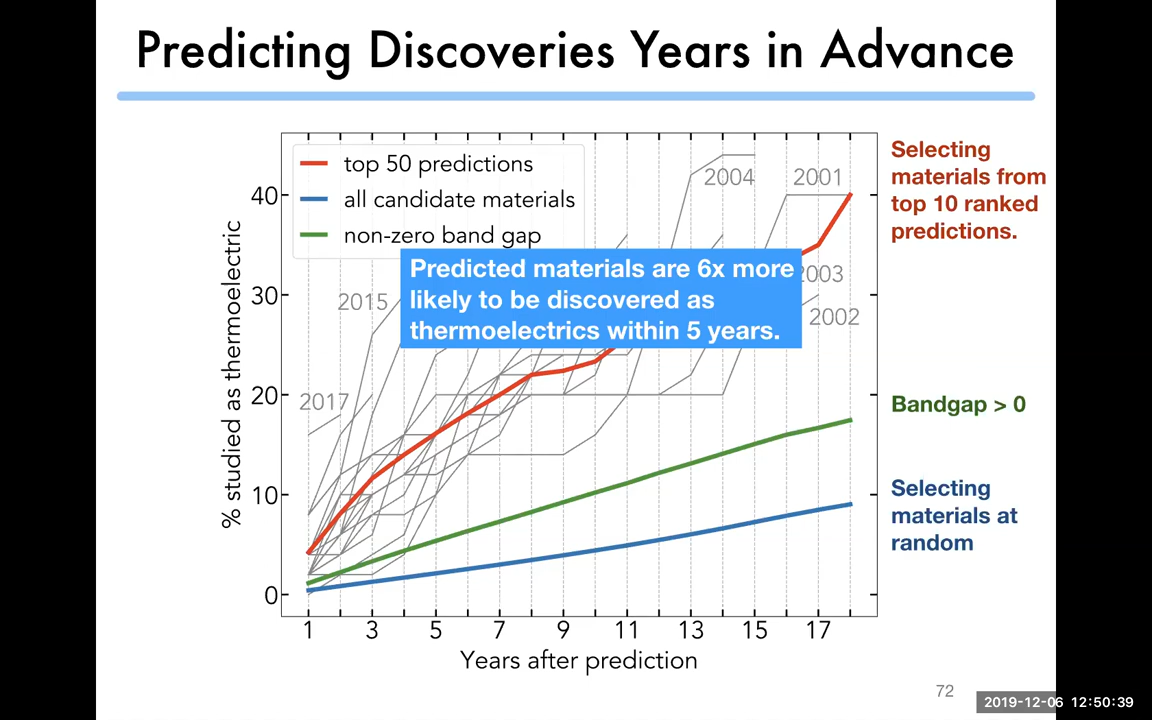 Predicting Discoveries Years in Advance
top 50 predictions
all candidate materials
non-zero band gap
Predicted materials are 6x more
likely to be discovered as
thermoelectrics within 5 years.
2004
2001
2003
2002
2015
2017
% studied as thermoelectric
40
30
20
10
0
1 3 5 7 9 11 13 15 17
Years after prediction
Selecting
materials from
top 10 ranked
predictions.
Bandgap > 0
Selecting
materials at
random
72
2019-12-06 12:50:39